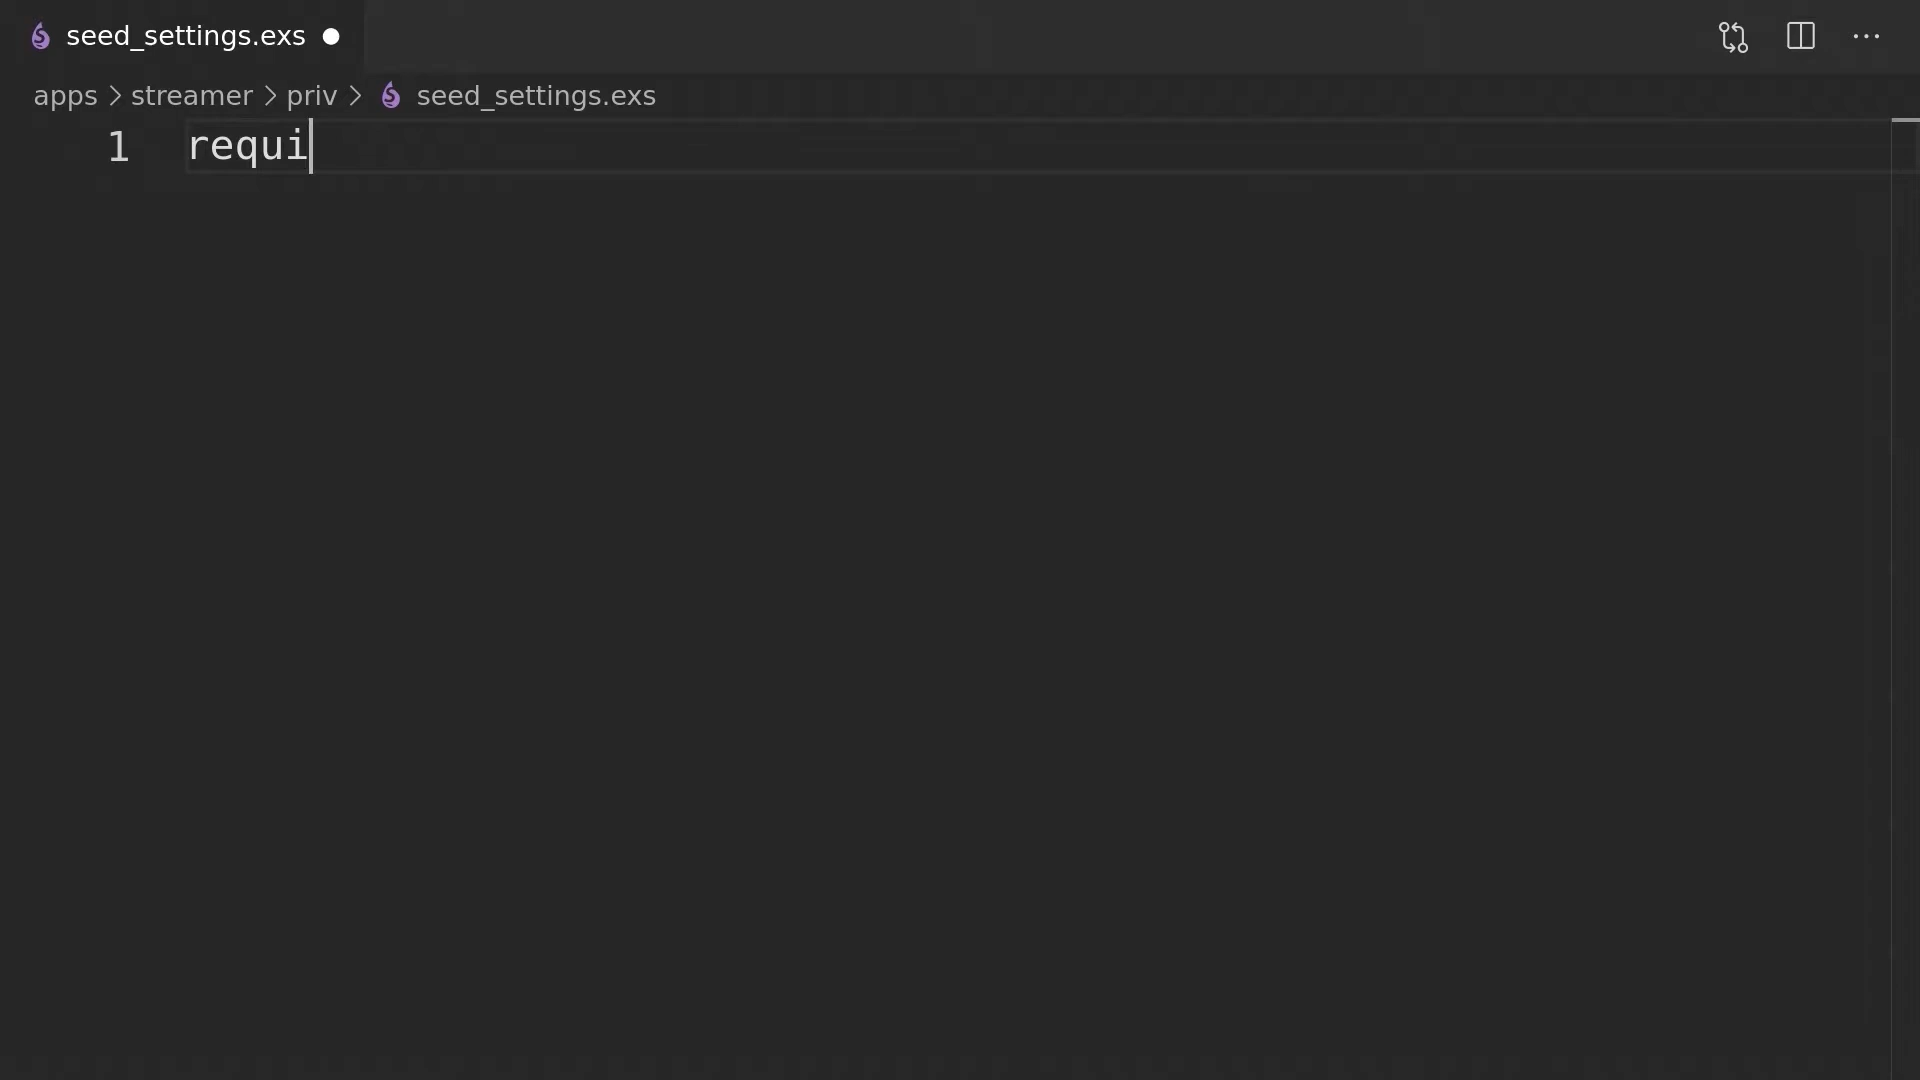 seed_settings.exs
apps > streamer > priv > seed_settings.exs
1 requi